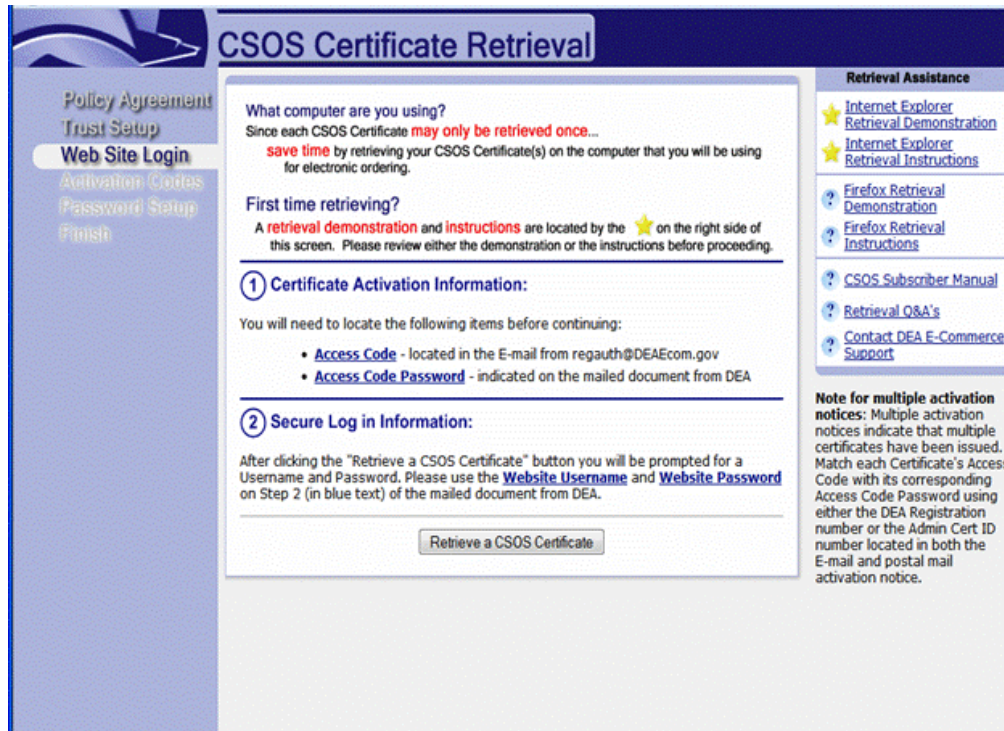 CSOS Certificate Retrieval
Policy Agreement
Trust Setup
Web Site Login
Activation Codes
Password Setup
Finish
What computer are you using?
Since each CSOS Certificate may only be retrieved once...
save time by retrieving your CSOS Certificate(s) on the computer that you will be using
for electronic ordering.
First time retrieving?
A retrieval demonstration and instructions are located by the on the right side of
this screen. Please review either the demonstration or the instructions before proceeding.
1 Certificate Activation Information:
You will need to locate the following items before continuing:
• Access Code - located in the E-mail from regauth@DEAEcom.gov
• Access Code Password - indicated on the mailed document from DEA
2 Secure Log in Information:
After clicking the "Retrieve a CSOS Certificate" button you will be prompted for a
Username and Password. Please use the Website Username and Website Password
on Step 2 (in blue text) of the mailed document from DEA.
Retrieve a CSOS Certificate
Retrieval Assistance
Internet Explorer
Retrieval Demonstration
Internet Explorer
Retrieval Instructions
? Firefox Retrieval
Demonstration
? Firefox Retrieval
Instructions
? CSOS Subscriber Manual
? Retrieval Q&A's
? Contact DEA E-Commerce
Support
Note for multiple activation
notices: Multiple activation
notices indicate that multiple
certificates have been issued.
Match each Certificate's Access
Code with its corresponding
Access Code Password using
either the DEA Registration
number or the Admin Cert ID
number located in both the
E-mail and postal mail
activation notice.